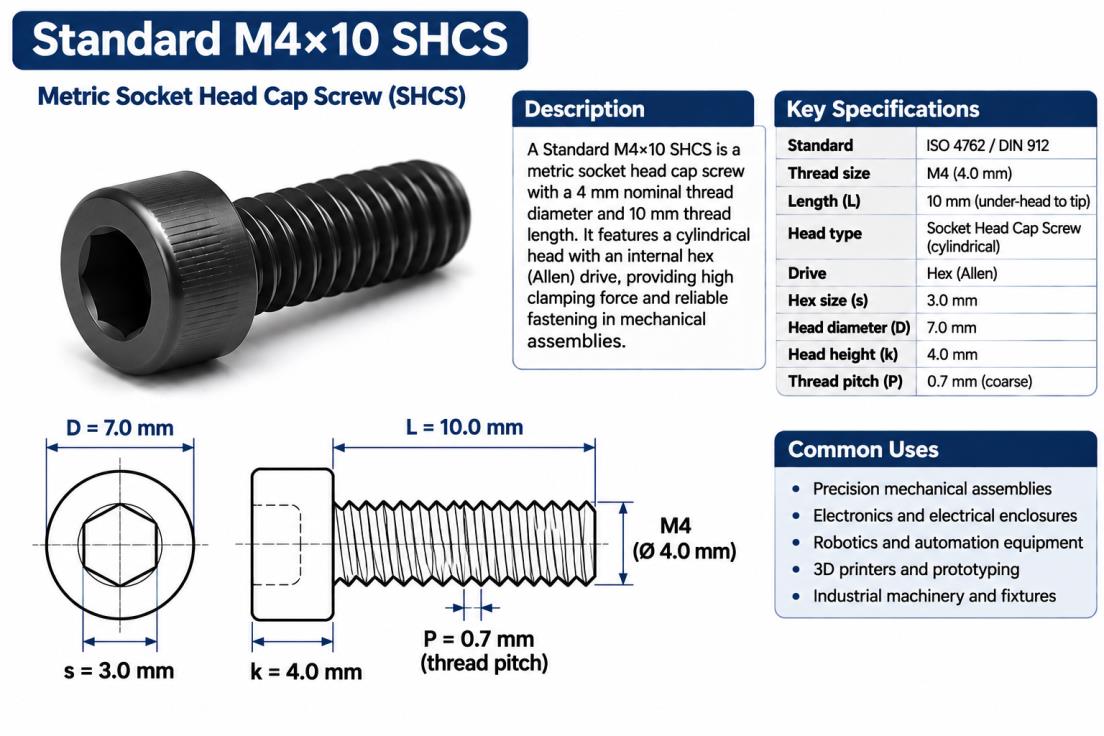 Standard M4×10 SHCS
Metric Socket Head Cap Screw (SHCS)
Description
A Standard M4×10 SHCS is a
metric socket head cap screw
with a 4 mm nominal thread
diameter and 10 mm thread
length. It features a cylindrical
head with an internal hex
(Allen) drive, providing high
clamping force and reliable
fastening in mechanical
assemblies.
Key Specifications
Standard ISO 4762 / DIN 912
Thread size M4 (4.0 mm)
Length (L) 10 mm (under-head to tip)
Head type Socket Head Cap Screw
(cylindrical)
Drive Hex (Allen)
Hex size (s) 3.0 mm
Head diameter (D) 7.0 mm
Head height (k) 4.0 mm
Thread pitch (P) 0.7 mm (coarse)
D = 7.0 mm
L = 10.0 mm
M4
(Ø 4.0 mm)
s = 3.0 mm
k = 4.0 mm
P = 0.7 mm
(thread pitch)
Common Uses
• Precision mechanical assemblies
• Electronics and electrical enclosures
• Robotics and automation equipment
• 3D printers and prototyping
• Industrial machinery and fixtures